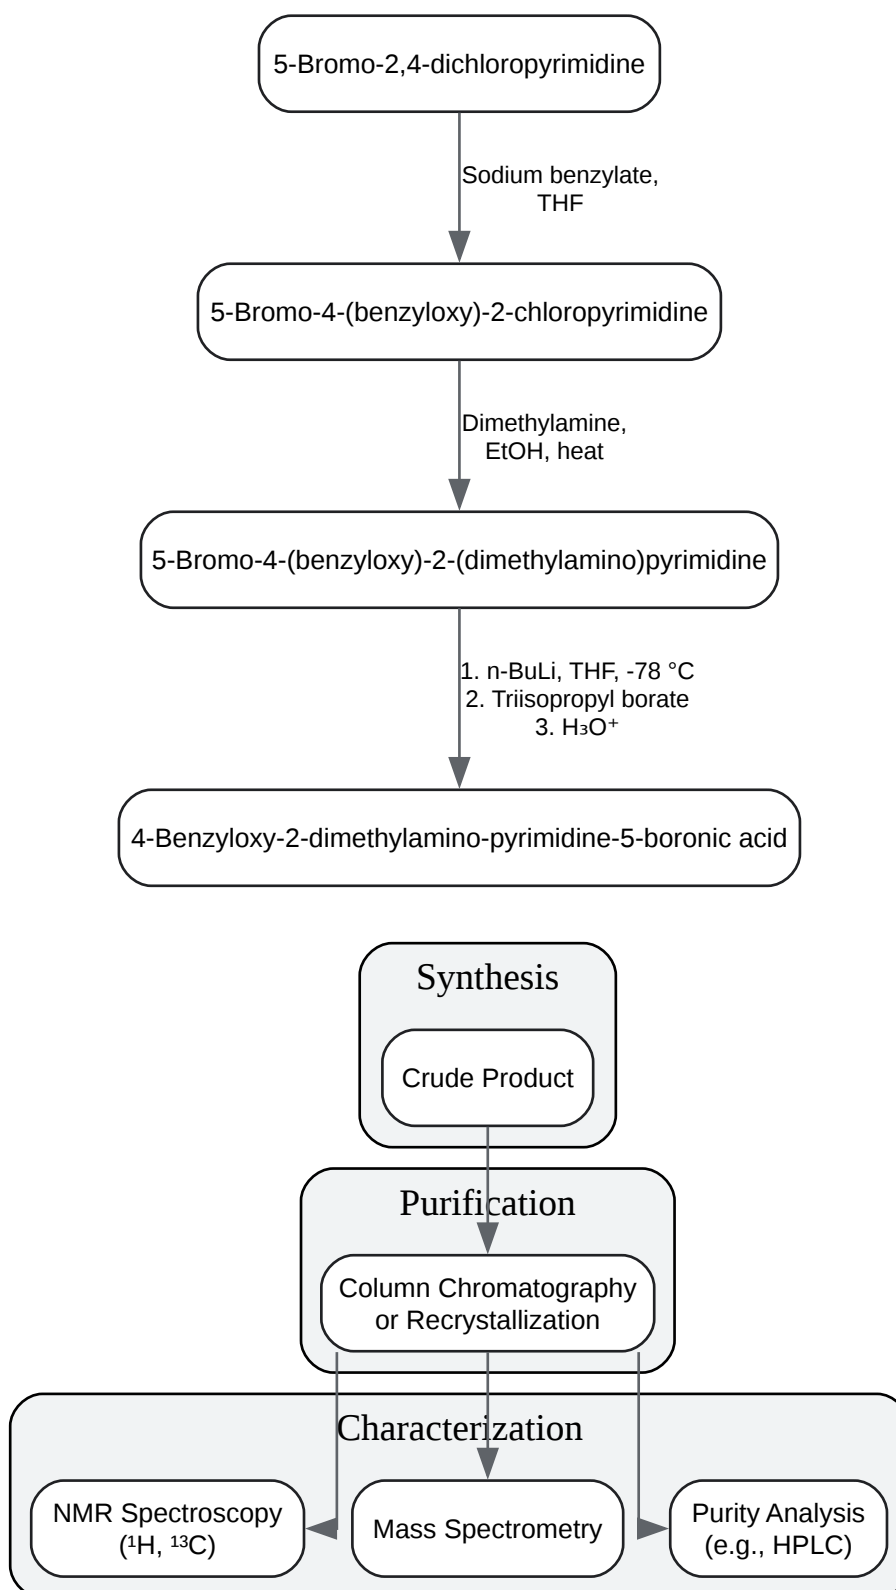 5-Bromo-2,4-dichloropyrimidine
Sodium benzylate,
THF
5-Bromo-4-(benzyloxy)-2-chloropyrimidine
Dimethylamine,
EtOH, heat
5-Bromo-4-(benzyloxy)-2-(dimethylamino)pyrimidine
1. n-BuLi, THF, -78 °C
2. Triisopropyl borate
3. H₃O⁺
4-Benzyloxy-2-dimethylamino-pyrimidine-5-boronic acid
Synthesis
Crude Product
Purification
Column Chromatography
or Recrystallization
Characterization
NMR Spectroscopy
(¹H, ¹³C)
Mass Spectrometry
Purity Analysis
(e.g., HPLC)